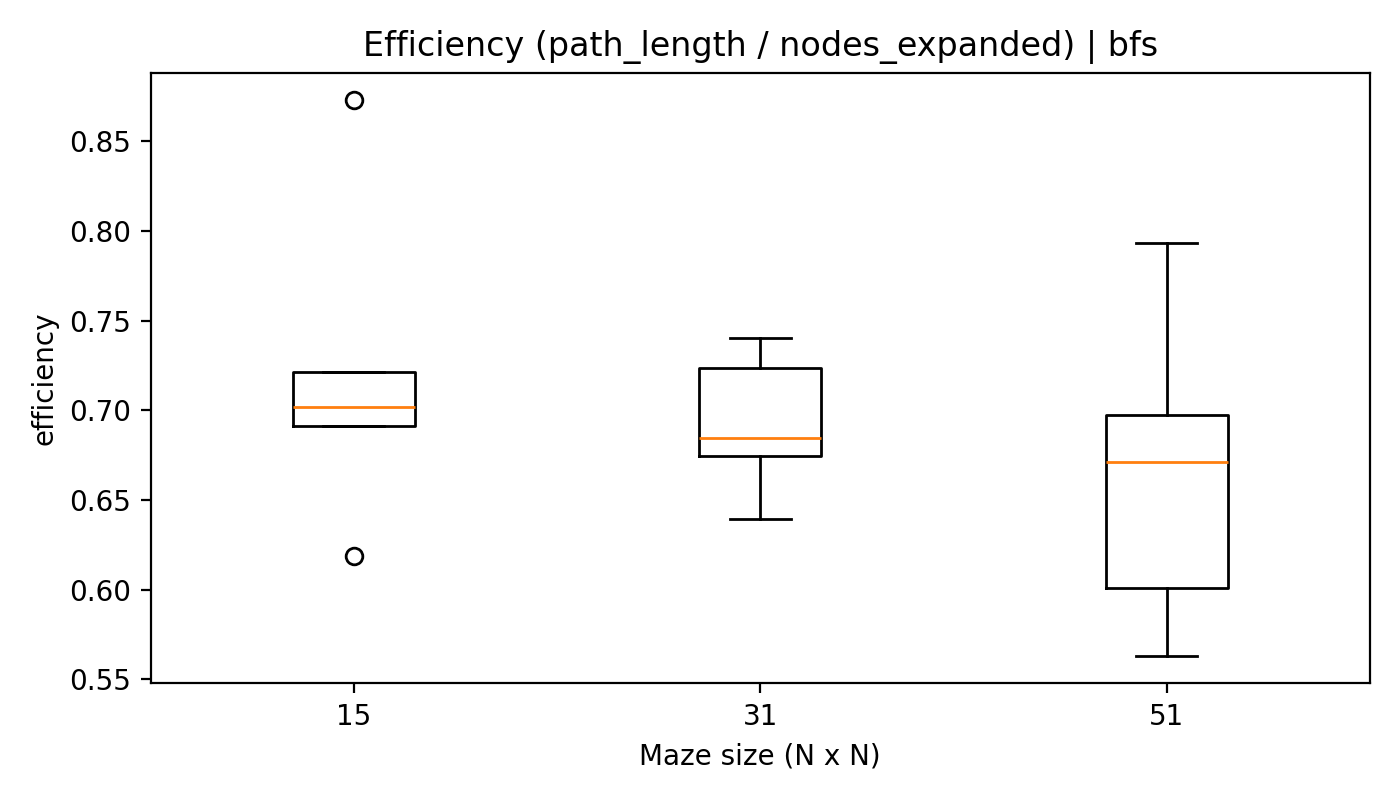 Efficiency (path_length / nodes_expanded) | bfs
efficiency
0.85
0.80
0.75
0.70
0.65
0.60
0.55
15 31 51
Maze size (N x N)